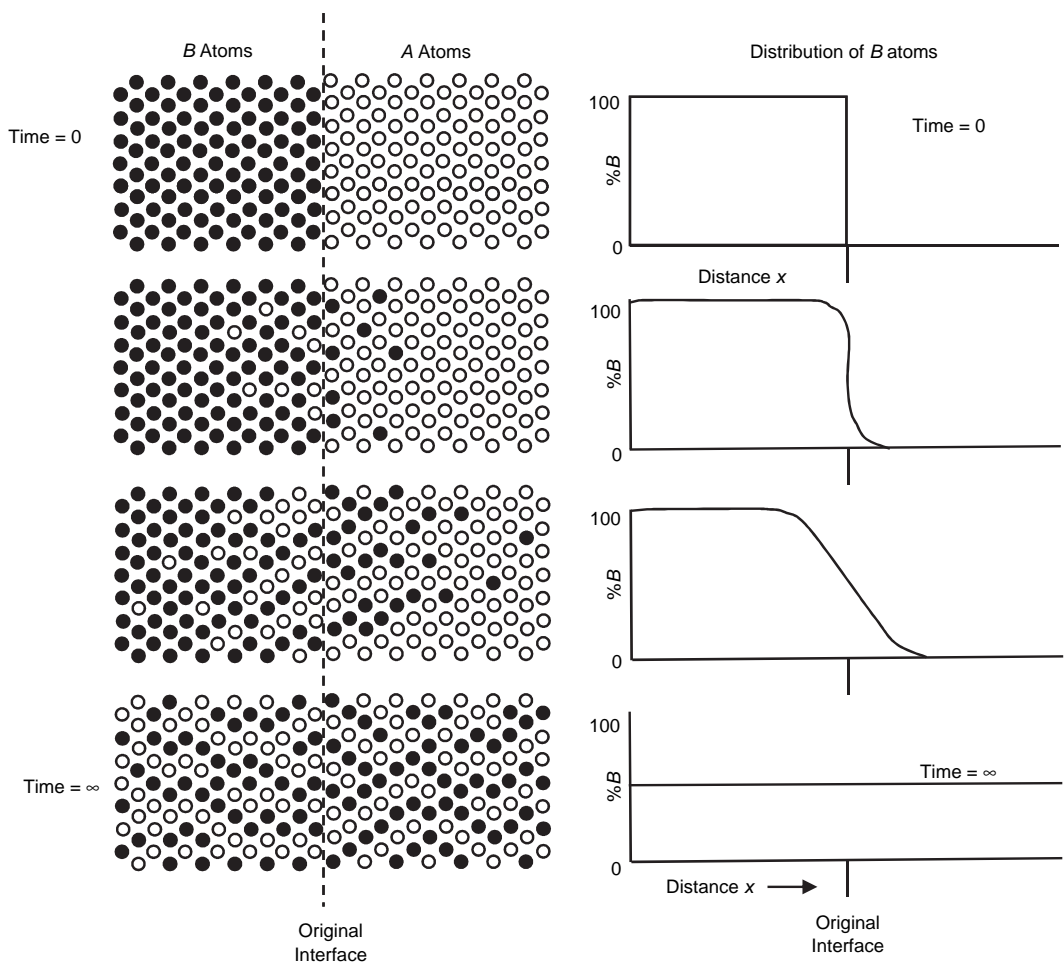 B Atoms
A Atoms
Distribution of B atoms
Time = 0
100
%B
0
Time = 0
Distance x
100
%B
0
100
%B
0
Time = ∞
100
%B
0
Time = ∞
Distance x
Original
Interface
Original
Interface